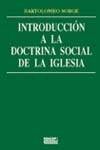 BARTOLOMEO SORGE
INTRODUCCIÓN
A LA
DOCTRINA SOCIAL
DE LA IGLESIA